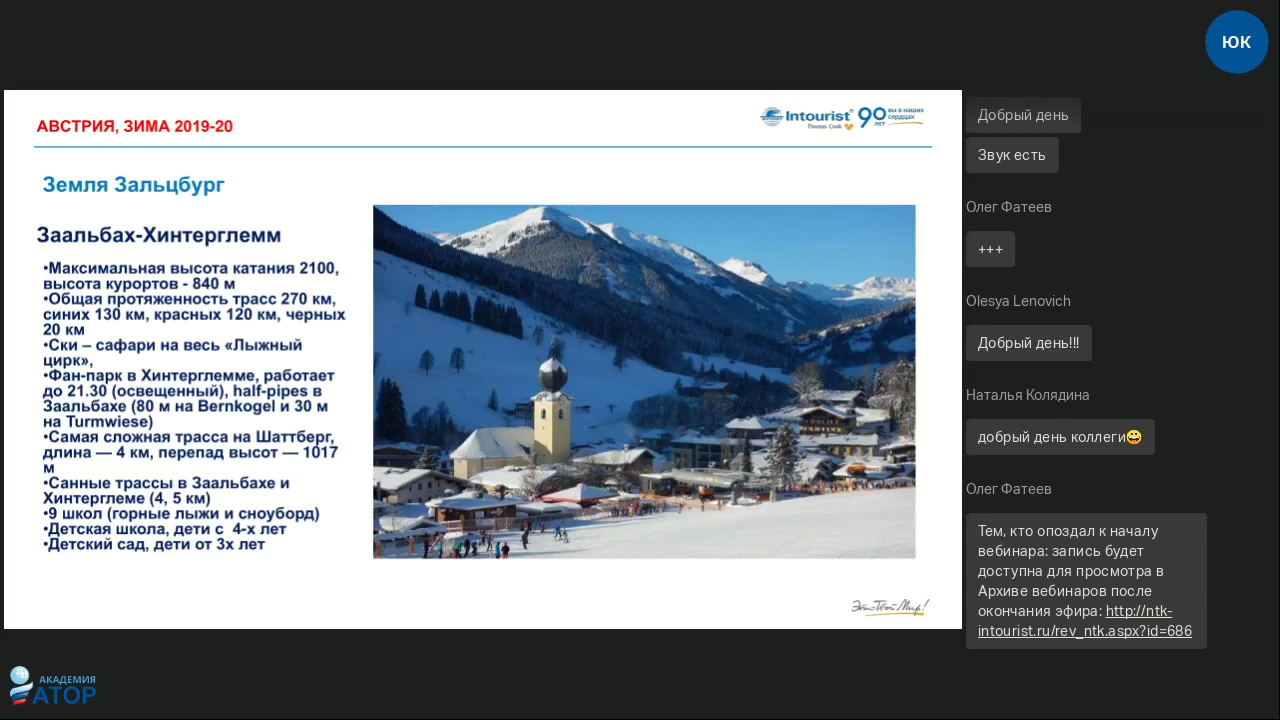 ЮК
АВСТРИЯ, ЗИМА 2019-20
Intourist
Thomas Cook
90 лет
вы в наших
сердцах
Земля Зальцбург
Заальбах-Хинтерглемм
•Максимальная высота катания 2100,
высота курортов - 840 м
•Общая протяженность трасс 270 км,
синих 130 км, красных 120 км, черных
20 км
•Ски – сафари на весь «Лыжный
цирк»,
•Фан-парк в Хинтерглемме, работает
до 21.30 (освещенный), half-pipes в
Заальбахе (80 м на Bernkogel и 30 м
на Turmwiese)
•Самая сложная трасса на Шаттберг,
длина — 4 км, перепад высот — 1017
м
•Санные трассы в Заальбахе и
Хинтерглеме (4, 5 км)
•9 школ (горные лыжи и сноуборд)
•Детская школа, дети с 4-х лет
•Детский сад, дети от 3х лет
Это Твой Мир!
АКАДЕМИЯ
АТОР
Добрый день
Звук есть
Олег Фатеев
+++
Olesya Lenovich
Добрый день!!!
Наталья Колядина
добрый день коллеги😀
Олег Фатеев
Тем, кто опоздал к началу
вебинара: запись будет
доступна для просмотра в
Архиве вебинаров после
окончания эфира: http://ntk-
intourist.ru/rev_ntk.aspx?id=686